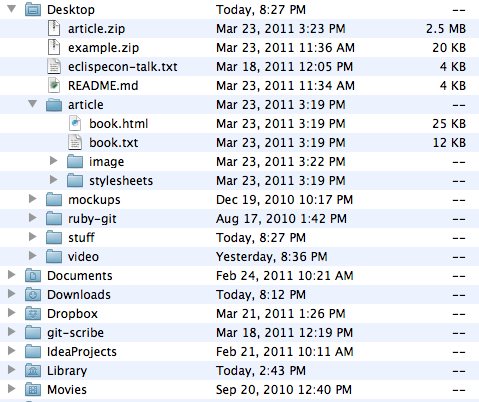 Desktop Today, 8:27 PM --
article.zip Mar 23, 2011 3:23 PM 2.5 MB
example.zip Mar 23, 2011 11:36 AM 20 KB
eclispecon-talk.txt Mar 18, 2011 12:05 PM 4 KB
README.md Mar 23, 2011 11:34 AM 4 KB
article Mar 23, 2011 3:19 PM --
book.html Mar 23, 2011 3:19 PM 25 KB
book.txt Mar 23, 2011 3:19 PM 12 KB
image Mar 23, 2011 3:22 PM --
stylesheets Mar 23, 2011 3:19 PM --
mockups Dec 19, 2010 10:17 PM --
ruby-git Aug 17, 2010 1:42 PM --
stuff Today, 8:27 PM --
video Yesterday, 8:36 PM --
Documents Feb 24, 2011 10:21 AM --
Downloads Today, 8:12 PM --
Dropbox Mar 21, 2011 1:26 PM --
git-scribe Mar 18, 2011 12:19 PM --
IdeaProjects Feb 21, 2011 10:11 AM --
Library Today, 2:43 PM --
Movies Sep 20, 2010 12:40 PM --